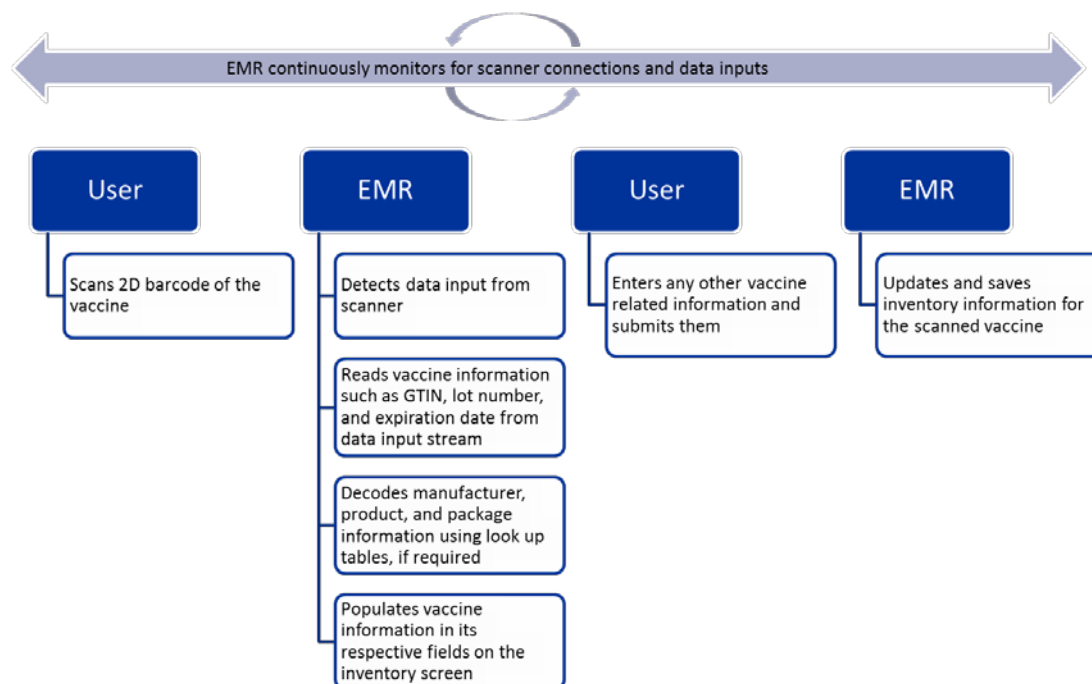 EMR continuously monitors for scanner connections and data inputs
User
EMR
User
EMR
Scans 2D barcode of the
vaccine
Detects data input from
scanner
Reads vaccine information
such as GTIN, lot number,
and expiration date from
data input stream
Decodes manufacturer,
product, and package
information using look up
tables, if required
Populates vaccine
information in its
respective fields on the
inventory screen
Enters any other vaccine
related information and
submits them
Updates and saves
inventory information for
the scanned vaccine